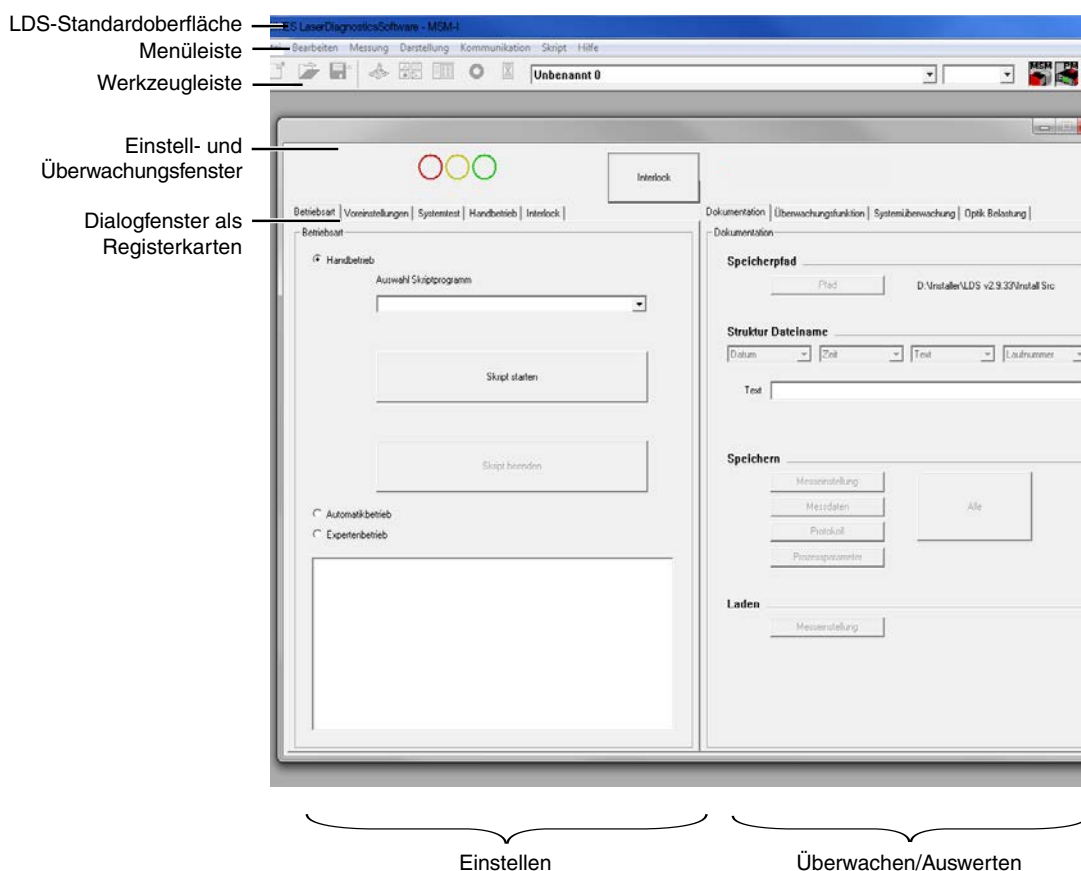 LDS-Standardoberfläche
ES LaserDiagnosticsSoftware - MSM-I
Menüleiste
Bearbeiten Messung Darstellung Kommunikation Skript Hilfe
Werkzeugleiste
Unbenannt 0
MSM PM
Einstell- und
Überwachungsfenster
Interlock
Dialogfenster als
Registerkarten
Betriebsart Voreinstellungen Systemtest Handbetrieb Interlock
Betriebsart
Handbetrieb
Auswahl Skriptprogramm
Skript starten
Skript beenden
Automatikbetrieb
Expertenbetrieb
Dokumentation Überwachungsfunktion Systemüberwachung Optik Belastung
Dokumentation
Speicherpfad
Pfad D:\Installer\LDS v2.9.33\Install Src
Struktur Dateiname
Datum Zeit Text Laufnummer
Text
Speichern
Messeinstellung
Messdaten
Protokoll
Prozessparameter
Alle
Laden
Messeinstellung
Einstellen
Überwachen/Auswerten